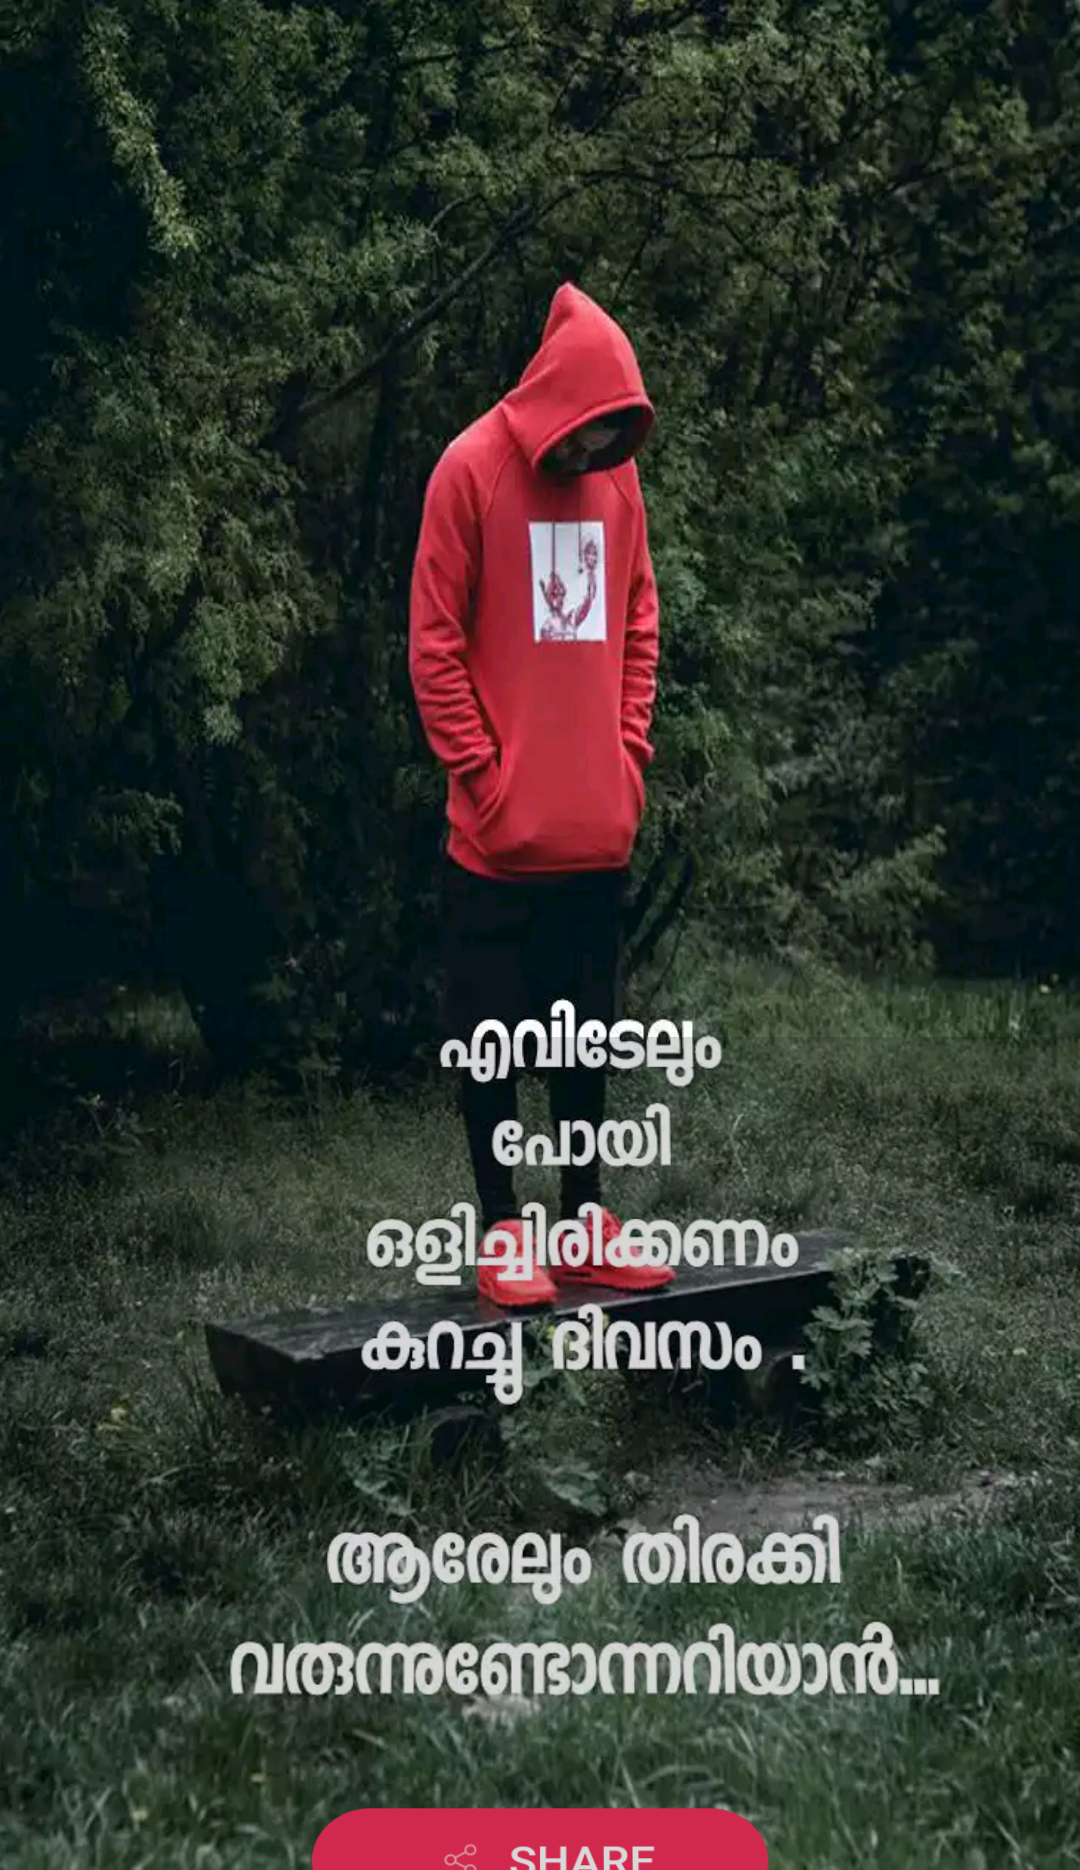 എവിടേലും
പോയി
ഒളിച്ചിരിക്കണം
കുറച്ചു ദിവസം .
ആരേലും തിരക്കി
വരുന്നുണ്ടോന്നറിയാൻ...
SHARE